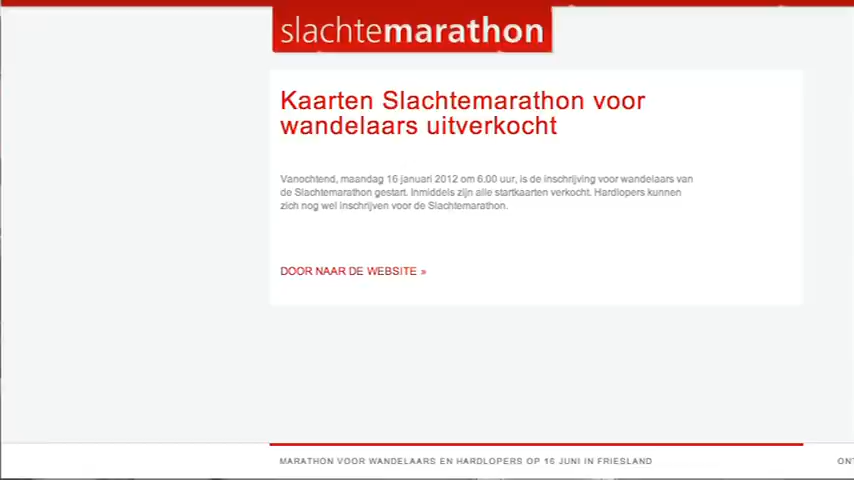 slachtemarathon
Kaarten Slachtemarathon voor
wandelaars uitverkocht
Vanochtend, maandag 16 januari 2012 om 6.00 uur, is de inschrijving voor wandelaars van
de Slachtemarathon gestart. Inmiddels zijn alle startkaarten verkocht. Hardlopers kunnen
zich nog wel inschrijven voor de Slachtemarathon.
DOOR NAAR DE WEBSITE »
MARATHON VOOR WANDELAARS EN HARDLOPERS OP 16 JUNI IN FRIESLAND
ONT